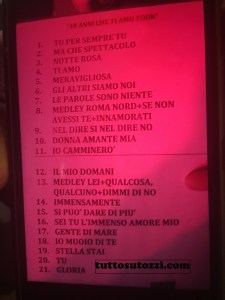 "40 ANNI CHE TI AMO TOUR"
1. TU PER SEMPRE TU
2. MA CHE SPETTACOLO
3. NOTTE ROSA
4. TI AMO
5. MERAVIGLIOSA
6. GLI ALTRI SIAMO NOI
7. LE PAROLE SONO NIENTE
8. MEDLEY ROMA NORD+SE NON
AVESSI TE+INNAMORATI
9. NEL DIRE SI NEL DIRE NO
10. DONNA AMANTE MIA
11. IO CAMMINERO'
12. IL MIO DOMANI
13. MEDLEY LEI+QUALCOSA,
QUALCUNO+DIMMI DI NO
14. IMMENSAMENTE
15. SI PUO' DARE DI PIU'
16. SEI TU L'IMMENSO AMORE MIO
17. GENTE DI MARE
18. IO MUOIO DI TE
19. STELLA STAI
20. TU
21. GLORIA
tuttosutozzi.com